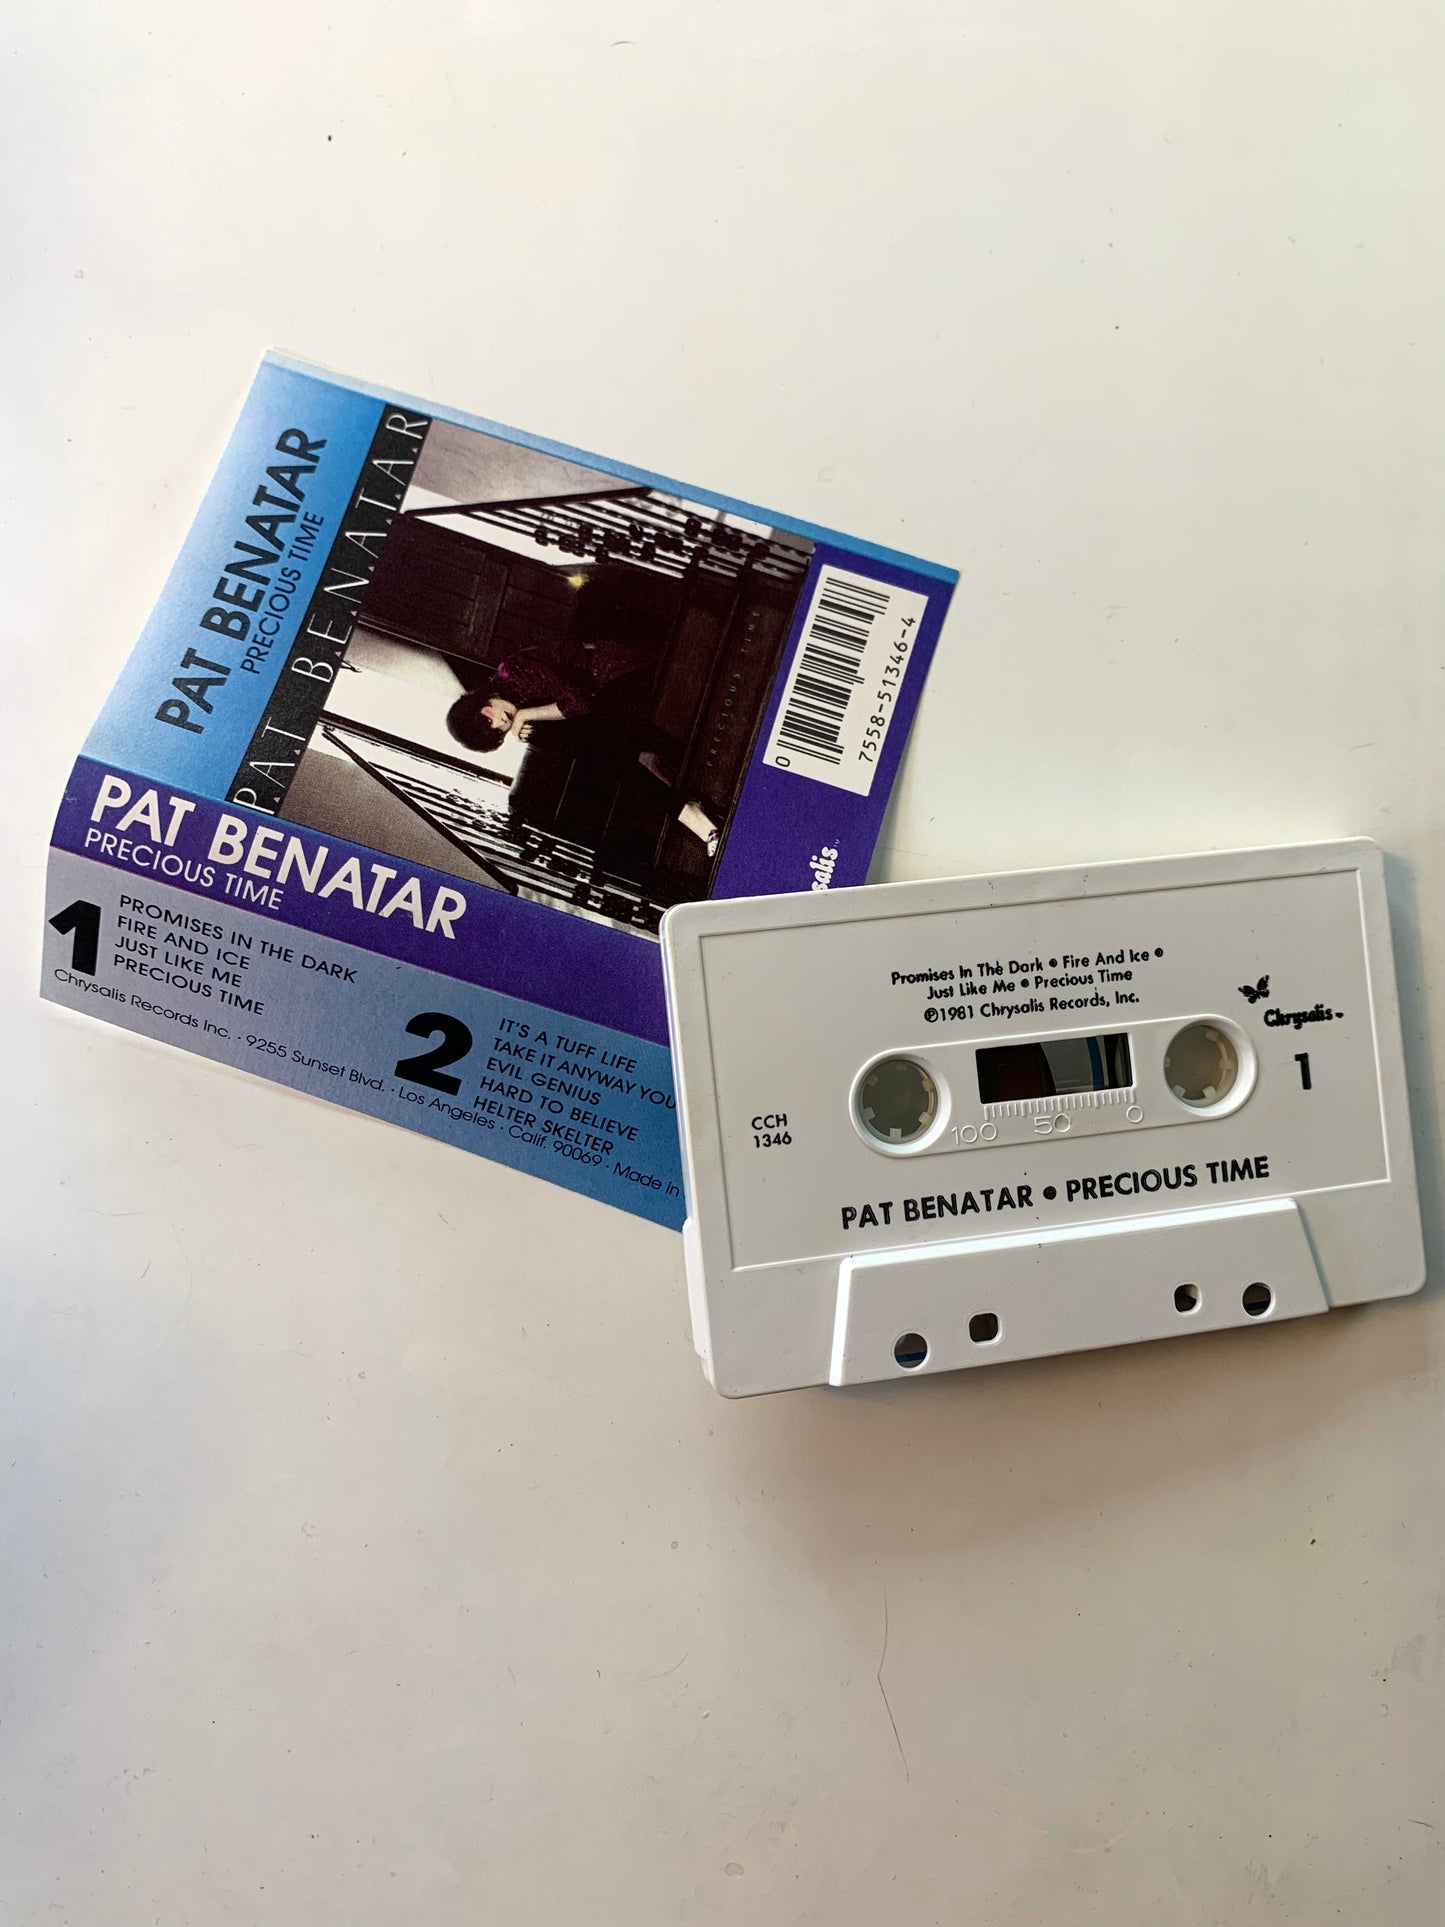 PAT BENATAR
PRECIOUS TIME
P.A.T. B.E.N.A.T.A.R
PRECIOUS TIME
0
7558-51346-4
salis™
PAT BENATAR
PRECIOUS TIME
1
PROMISES IN THE DARK
FIRE AND ICE
JUST LIKE ME
PRECIOUS TIME
2
IT'S A TUFF LIFE
TAKE IT ANYWAY YOU
EVIL GENIUS
HARD TO BELIEVE
HELTER SKELTER
Chrysalis Records Inc. · 9255 Sunset Blvd. · Los Angeles · Calif. 90069 · Made in
Promises In The Dark • Fire And Ice •
Just Like Me • Precious Time
℗1981 Chrysalis Records, Inc.
Chrysalis™
1
CCH
1346
100 50 0
PAT BENATAR • PRECIOUS TIME